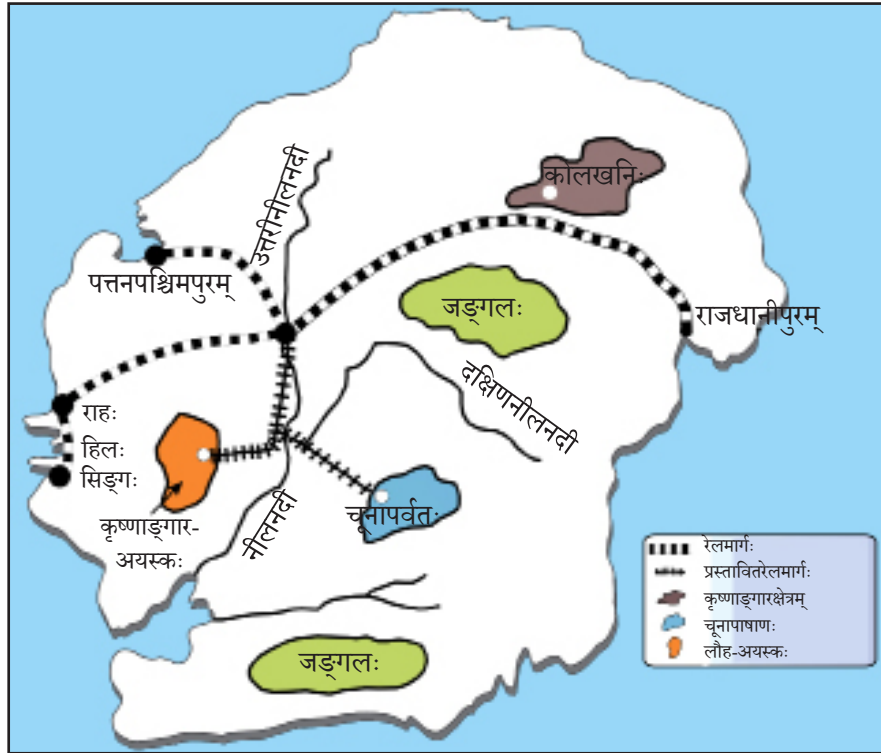 कोलखनिः
उत्तरीनीलनदी
पत्तनपश्चिमपुरम्
जङ्गलः
राजधानीपुरम्
दक्षिणनीलनदी
राहः
हिलः
सिङ्गः
कृष्णाङ्गार-
अयस्कः
नीलनदी
चूनापर्वतः
जङ्गलः
रेलमार्गः
प्रस्तावितरेलमार्गः
कृष्णाङ्गारक्षेत्रम्
चूनापाषाणः
लौह-अयस्कः